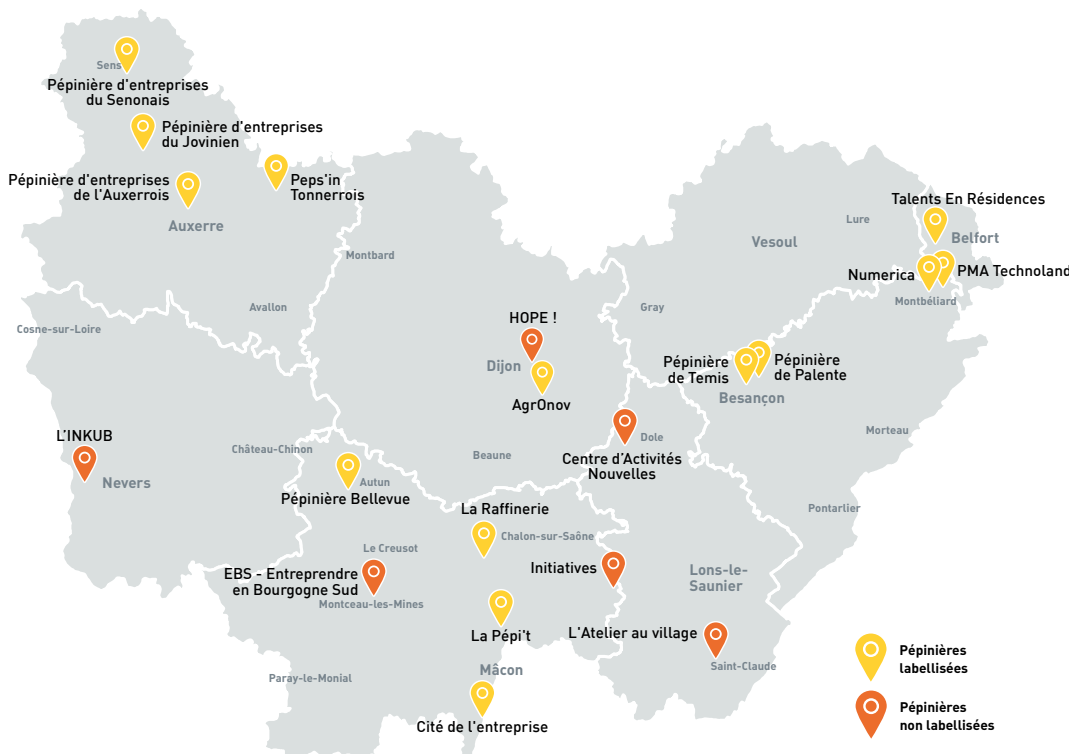 Sens
Pépinière d'entreprises
du Senonais
Pépinière d'entreprises
du Jovinien
Pépinière d'entreprises
de l'Auxerrois
Peps'in
Tonnerrois
Auxerre
Talents En Résidences
Lure
Vesoul
Belfort
Montbard
Numerica
PMA Technoland
Montbéliard
Avallon
Gray
Cosne-sur-Loire
HOPE !
Dijon
Pépinière
de Temis
Pépinière
de Palente
AgrOnov
Besançon
L'INKUB
Nevers
Château-Chinon
Beaune
Dole
Morteau
Centre d'Activités
Nouvelles
Autun
Pépinière Bellevue
La Raffinerie
Chalon-sur-Saône
Pontarlier
Le Creusot
EBS - Entreprendre
en Bourgogne Sud
Montceau-les-Mines
Initiatives
Lons-le-
Saunier
La Pépi't
L'Atelier au village
Saint-Claude
Mâcon
Paray-le-Monial
Cité de l'entreprise
Pépinières
labellisées
Pépinières
non labellisées